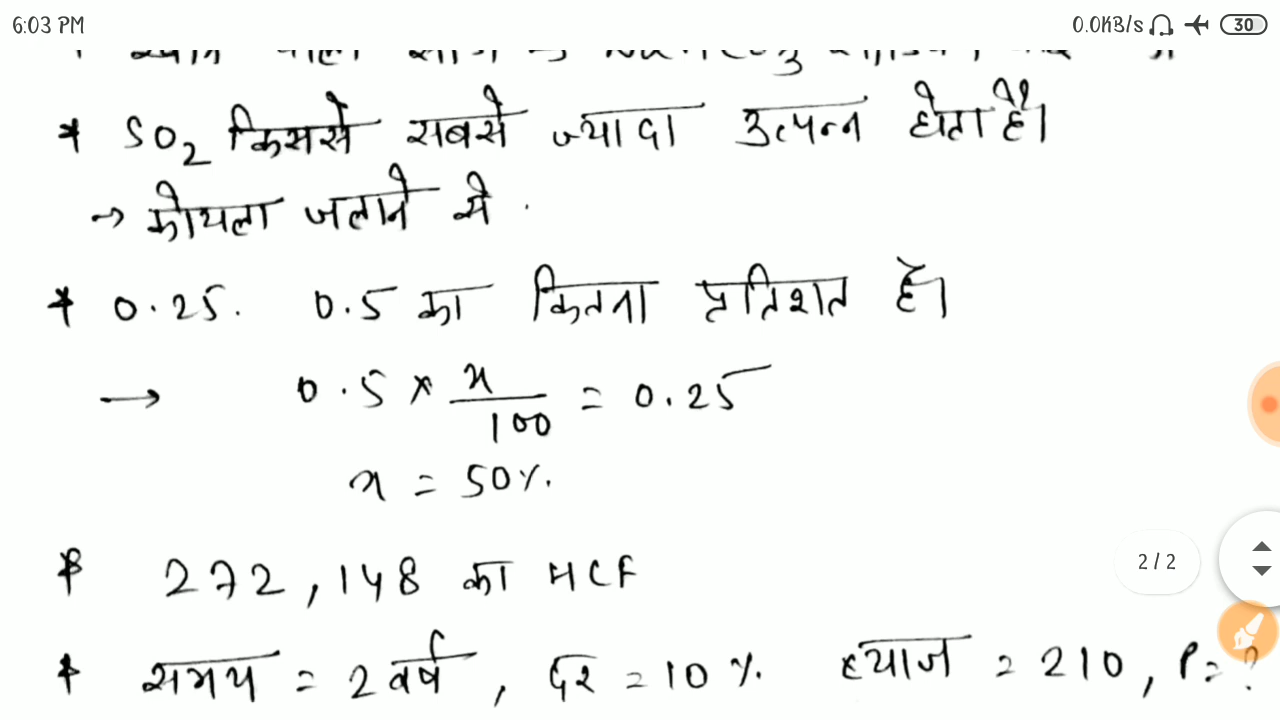 6:03 PM 0.0KB/s 30
* SO2 किससे सबसे ज्यादा उत्पन्न होता है।
→ कोयला जलाने से.
* 0.25. 0.5 का कितना प्रतिशत है।
→ 0.5 × x/100 = 0.25
x = 50%.
* 272, 148 का HCF
2/2
* समय = 2 वर्ष, दर = 10%. ब्याज = 210, P = ?